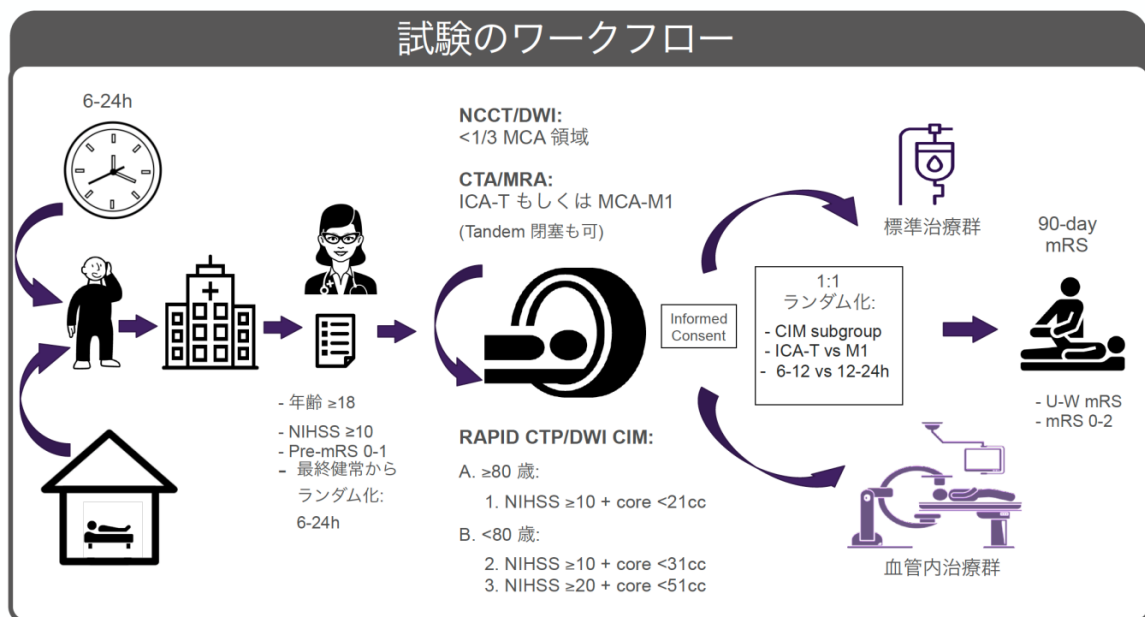 試験のワークフロー
6-24h
- 年齢 ≥18
- NIHSS ≥10
- Pre-mRS 0-1
- 最終健常から
ランダム化:
6-24h
NCCT/DWI:
<1/3 MCA 領域
CTA/MRA:
ICA-T もしくは MCA-M1
(Tandem 閉塞も可)
RAPID CTP/DWI CIM:
A. ≥80 歳:
1. NIHSS ≥10 + core <21cc
B. <80 歳:
2. NIHSS ≥10 + core <31cc
3. NIHSS ≥20 + core <51cc
Informed
Consent
標準治療群
1:1
ランダム化:
- CIM subgroup
- ICA-T vs M1
- 6-12 vs 12-24h
血管内治療群
90-day
mRS
- U-W mRS
- mRS 0-2